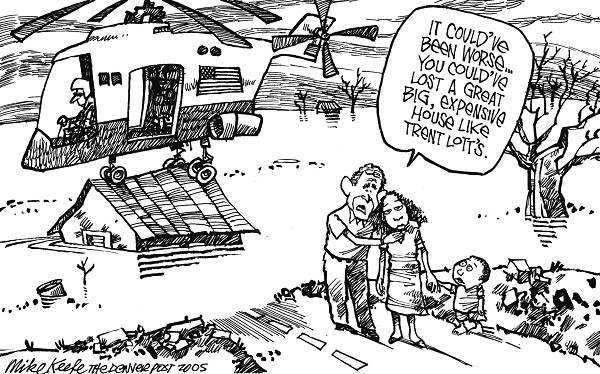 IT COULD'VE
BEEN WORSE...
YOU COULD'VE
LOST A GREAT
BIG, EXPENSIVE
HOUSE LIKE
TRENT LOTT'S.
Mike Keefe THE DENVER POST 2005